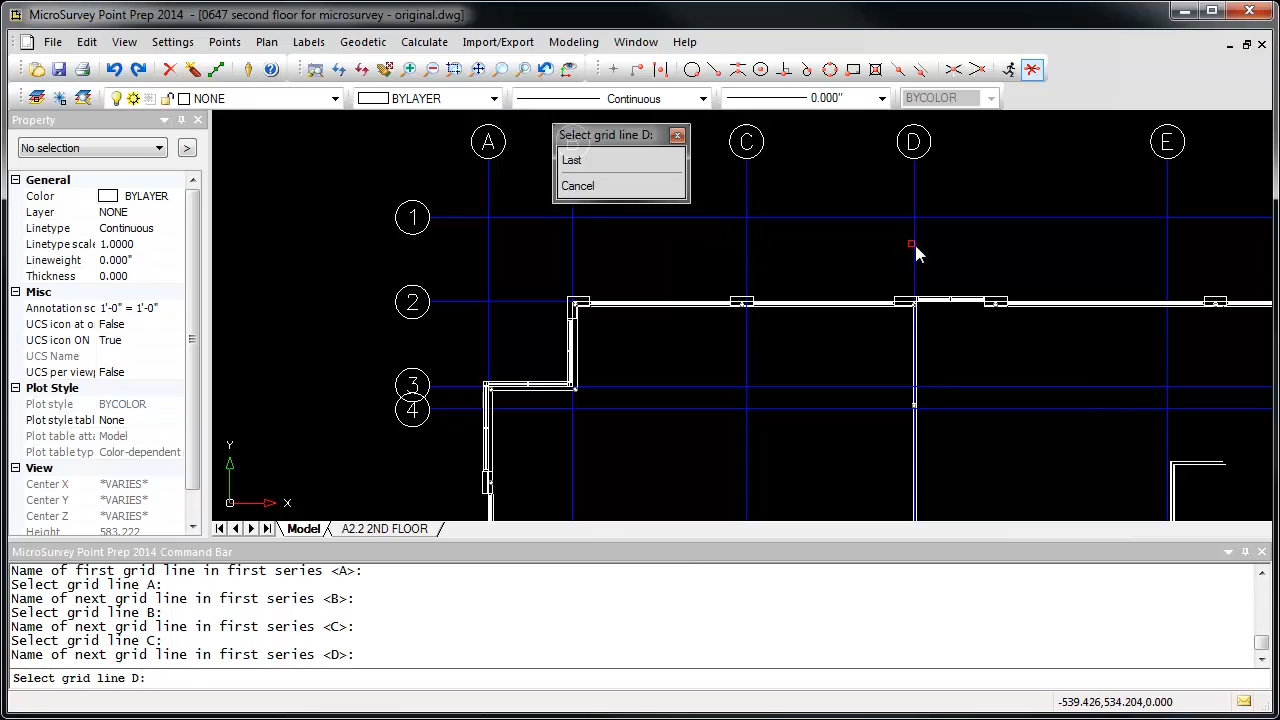 MicroSurvey Point Prep 2014 - [0647 second floor for microsurvey - original.dwg]
File Edit View Settings Points Plan Labels Geodetic Calculate Import/Export Modeling Window Help
NONE BYLAYER Continuous 0.000" BYCOLOR
Property
No selection >
General
Color BYLAYER
Layer NONE
Linetype Continuous
Linetype scale 1.0000
Lineweight 0.000"
Thickness 0.000
Misc
Annotation sc 1'-0" = 1'-0"
UCS icon at o False
UCS icon ON True
UCS Name
UCS per viewp False
Plot Style
Plot style BYCOLOR
Plot style tabl None
Plot table atta Model
Plot table typ Color-dependent
View
Center X *VARIES*
Center Y *VARIES*
Center Z *VARIES*
Height 583.222
A B C D E
Select grid line D:
Last
Cancel
1
2
3
4
Y
X
Model A2.2 2ND FLOOR
MicroSurvey Point Prep 2014 Command Bar
Name of first grid line in first series <A>:
Select grid line A:
Name of next grid line in first series <B>:
Select grid line B:
Name of next grid line in first series <C>:
Select grid line C:
Name of next grid line in first series <D>:
Select grid line D:
-539.426,534.204,0.000